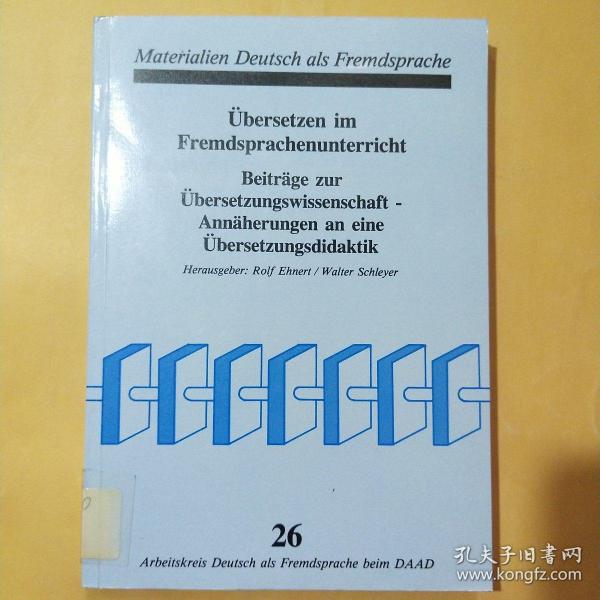 Materialien Deutsch als Fremdsprache
Übersetzen im
Fremdsprachenunterricht
Beiträge zur
Übersetzungswissenschaft -
Annäherungen an eine
Übersetzungsdidaktik
Herausgeber: Rolf Ehnert / Walter Schleyer
26
Arbeitskreis Deutsch als Fremdsprache beim DAAD
孔夫子旧书网
www.kongfz.com